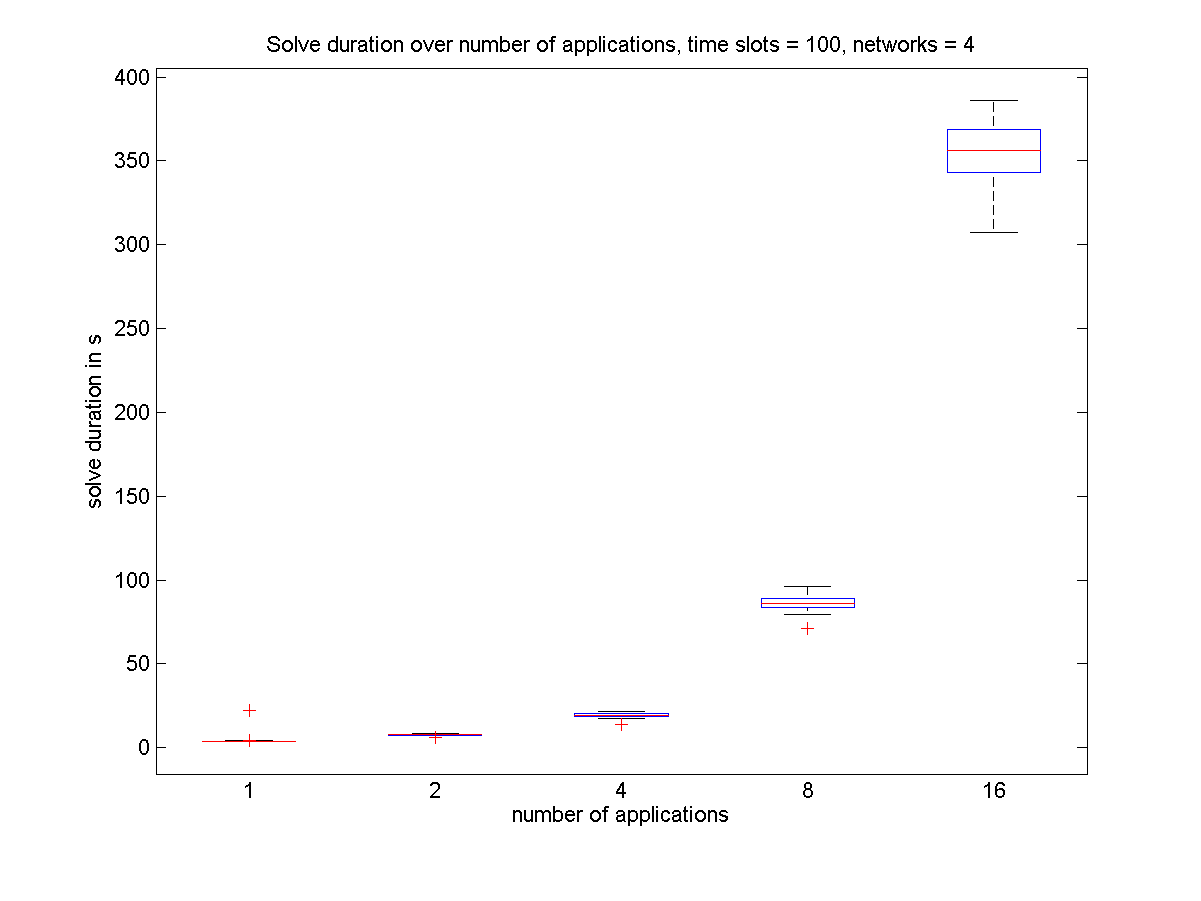 Solve duration over number of applications, time slots = 100, networks = 4
400
350
300
250
200
150
100
50
0
solve duration in s
1 2 4 8 16
number of applications